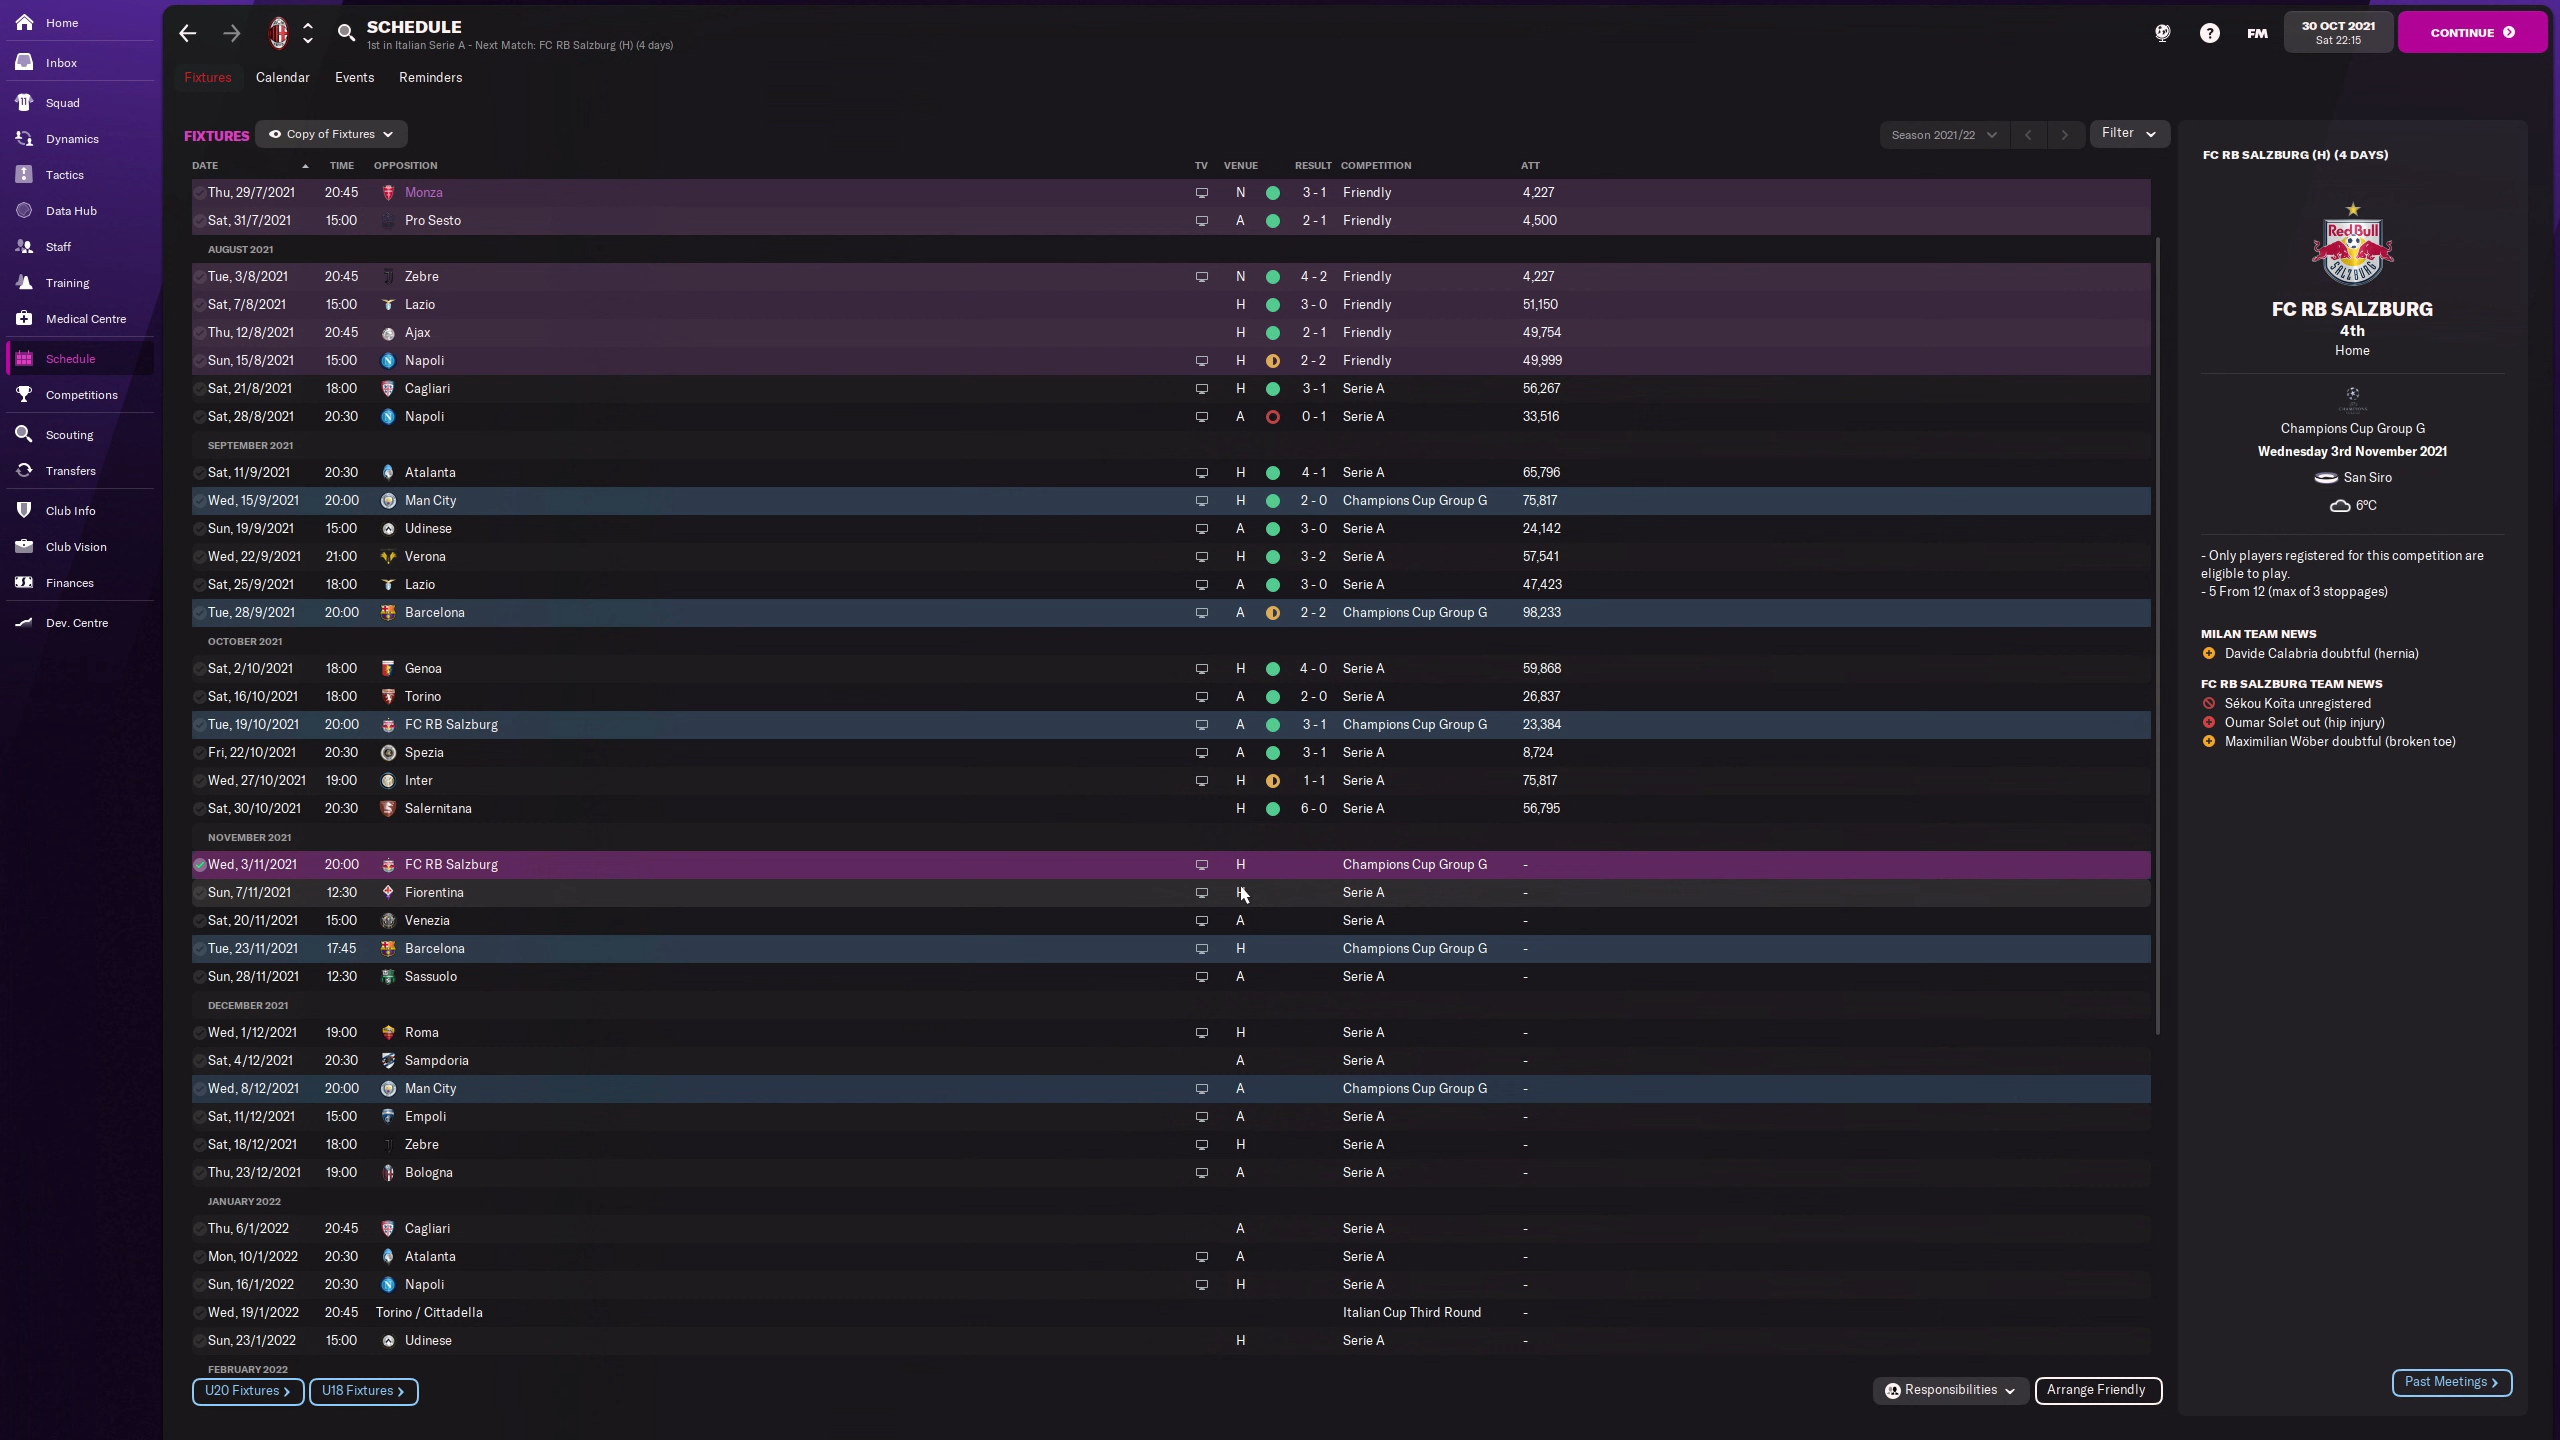 Home
Inbox
Squad
Dynamics
Tactics
Data Hub
Staff
Training
Medical Centre
Schedule
Competitions
Scouting
Transfers
Club Info
Club Vision
Finances
Dev. Centre
SCHEDULE
1st in Italian Serie A - Next Match: FC RB Salzburg (H) (4 days)
? FM 30 OCT 2021
Sat 22:15
CONTINUE
Fixtures Calendar Events Reminders
FIXTURES Copy of Fixtures Season 2021/22 Filter
DATE TIME OPPOSITION TV VENUE RESULT COMPETITION ATT
Thu, 29/7/2021 20:45 Monza N 3 - 1 Friendly 4,227
Sat, 31/7/2021 15:00 Pro Sesto A 2 - 1 Friendly 4,500
AUGUST 2021
Tue, 3/8/2021 20:45 Zebre N 4 - 2 Friendly 4,227
Sat, 7/8/2021 15:00 Lazio H 3 - 0 Friendly 51,150
Thu, 12/8/2021 20:45 Ajax H 2 - 1 Friendly 49,754
Sun, 15/8/2021 15:00 Napoli H 2 - 2 Friendly 49,999
Sat, 21/8/2021 18:00 Cagliari H 3 - 1 Serie A 56,267
Sat, 28/8/2021 20:30 Napoli A 0 - 1 Serie A 33,516
SEPTEMBER 2021
Sat, 11/9/2021 20:30 Atalanta H 4 - 1 Serie A 65,796
Wed, 15/9/2021 20:00 Man City H 2 - 0 Champions Cup Group G 75,817
Sun, 19/9/2021 15:00 Udinese A 3 - 0 Serie A 24,142
Wed, 22/9/2021 21:00 Verona H 3 - 2 Serie A 57,541
Sat, 25/9/2021 18:00 Lazio A 3 - 0 Serie A 47,423
Tue, 28/9/2021 20:00 Barcelona A 2 - 2 Champions Cup Group G 98,233
OCTOBER 2021
Sat, 2/10/2021 18:00 Genoa H 4 - 0 Serie A 59,868
Sat, 16/10/2021 18:00 Torino A 2 - 0 Serie A 26,837
Tue, 19/10/2021 20:00 FC RB Salzburg A 3 - 1 Champions Cup Group G 23,384
Fri, 22/10/2021 20:30 Spezia A 3 - 1 Serie A 8,724
Wed, 27/10/2021 19:00 Inter H 1 - 1 Serie A 75,817
Sat, 30/10/2021 20:30 Salernitana H 6 - 0 Serie A 56,795
NOVEMBER 2021
Wed, 3/11/2021 20:00 FC RB Salzburg H Champions Cup Group G -
Sun, 7/11/2021 12:30 Fiorentina H Serie A -
Sat, 20/11/2021 15:00 Venezia A Serie A -
Tue, 23/11/2021 17:45 Barcelona H Champions Cup Group G -
Sun, 28/11/2021 12:30 Sassuolo A Serie A -
DECEMBER 2021
Wed, 1/12/2021 19:00 Roma H Serie A -
Sat, 4/12/2021 20:30 Sampdoria A Serie A -
Wed, 8/12/2021 20:00 Man City A Champions Cup Group G -
Sat, 11/12/2021 15:00 Empoli A Serie A -
Sat, 18/12/2021 18:00 Zebre H Serie A -
Thu, 23/12/2021 19:00 Bologna A Serie A -
JANUARY 2022
Thu, 6/1/2022 20:45 Cagliari A Serie A -
Mon, 10/1/2022 20:30 Atalanta A Serie A -
Sun, 16/1/2022 20:30 Napoli H Serie A -
Wed, 19/1/2022 20:45 Torino / Cittadella Italian Cup Third Round -
Sun, 23/1/2022 15:00 Udinese H Serie A -
FEBRUARY 2022
U20 Fixtures U18 Fixtures Responsibilities Arrange Friendly
FC RB SALZBURG (H) (4 DAYS)
Red Bull
SALZBURG
FC RB SALZBURG
4th
Home
CHAMPIONS
Champions Cup Group G
Wednesday 3rd November 2021
San Siro
6ºC
- Only players registered for this competition are
eligible to play.
- 5 From 12 (max of 3 stoppages)
MILAN TEAM NEWS
Davide Calabria doubtful (hernia)
FC RB SALZBURG TEAM NEWS
Sékou Koïta unregistered
Oumar Solet out (hip injury)
Maximilian Wöber doubtful (broken toe)
Past Meetings